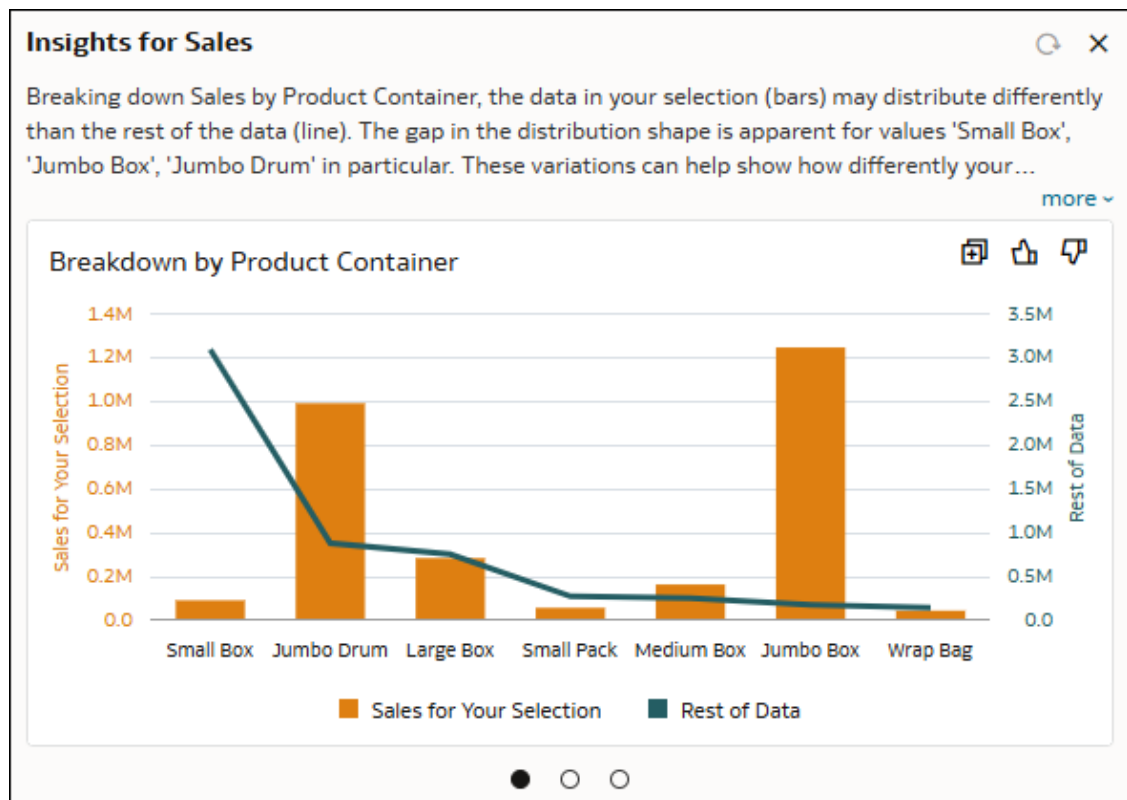 Insights for Sales
Breaking down Sales by Product Container, the data in your selection (bars) may distribute differently
than the rest of the data (line). The gap in the distribution shape is apparent for values 'Small Box',
'Jumbo Box', 'Jumbo Drum' in particular. These variations can help show how differently your...
more
Breakdown by Product Container
1.4M
1.2M
1.0M
0.8M
0.6M
0.4M
0.2M
0.0
Sales for Your Selection
3.5M
3.0M
2.5M
2.0M
1.5M
1.0M
0.5M
0.0
Rest of Data
Small Box Jumbo Drum Large Box Small Pack Medium Box Jumbo Box Wrap Bag
Sales for Your Selection Rest of Data